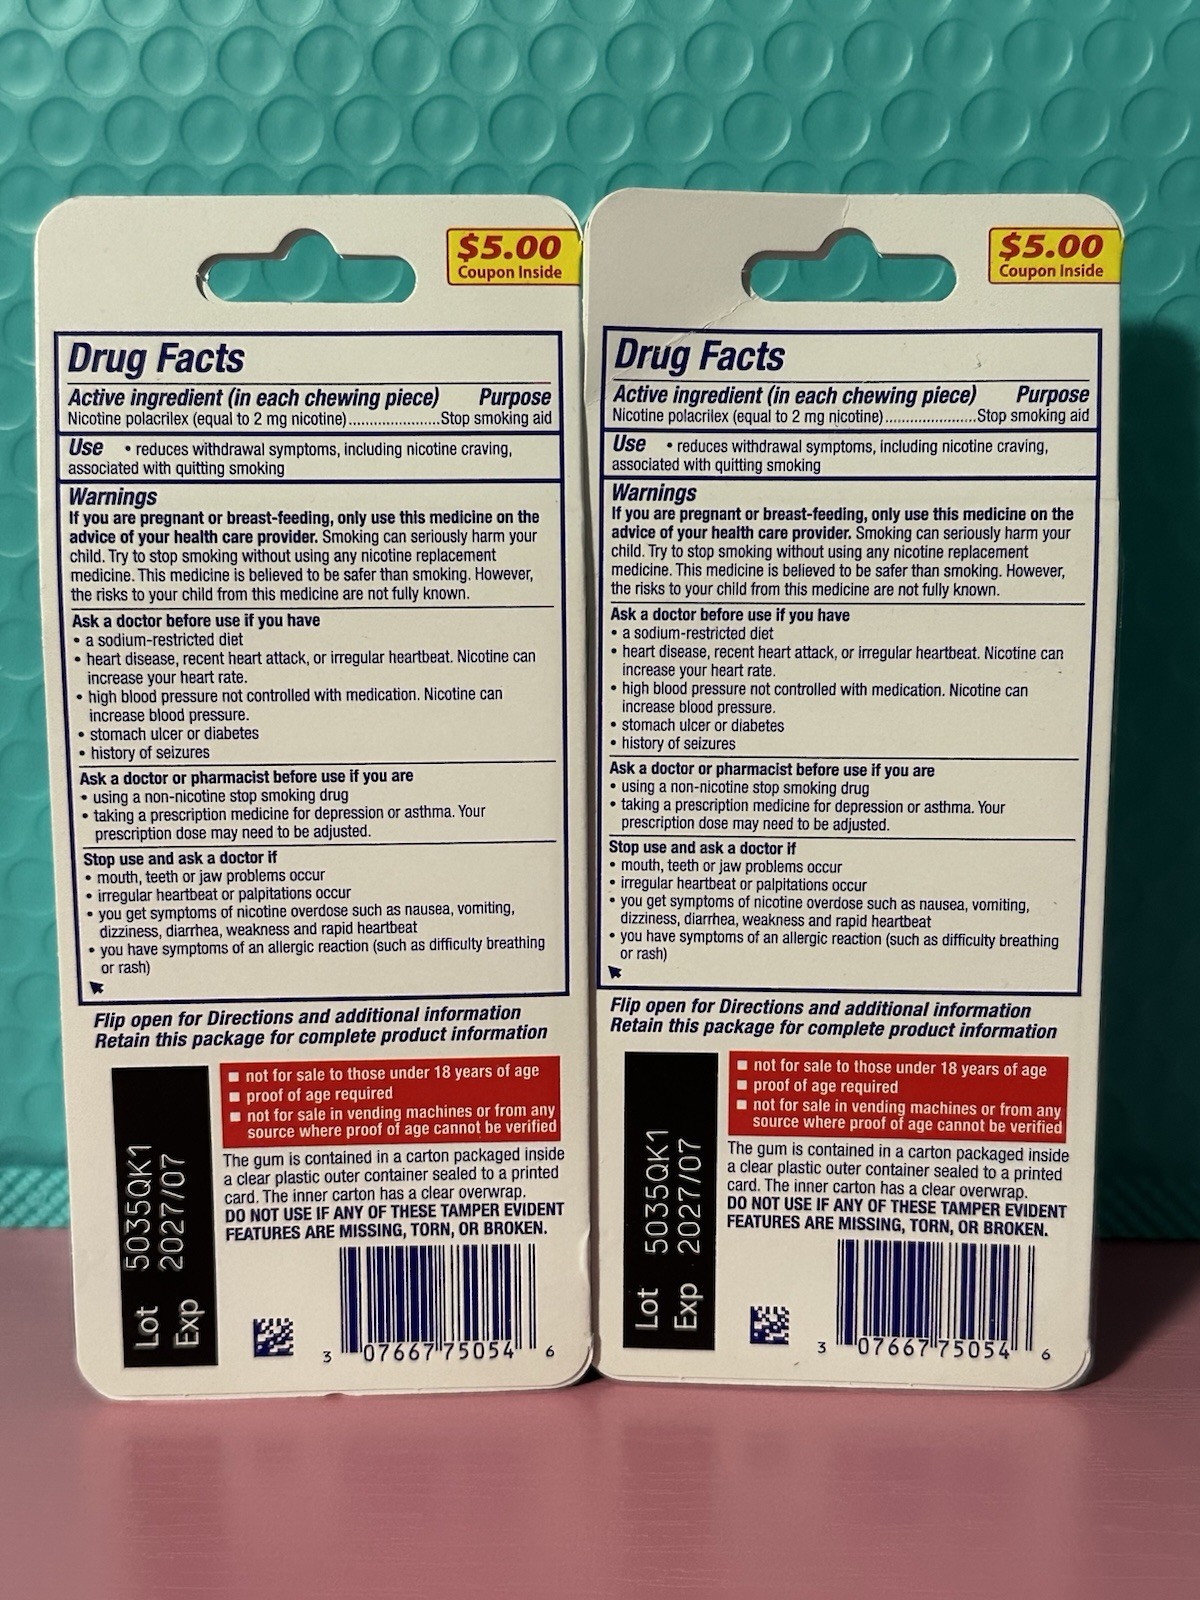 $5.00
Coupon Inside
Drug Facts
Active ingredient (in each chewing piece) Purpose
Nicotine polacrilex (equal to 2 mg nicotine)......................Stop smoking aid
Use • reduces withdrawal symptoms, including nicotine craving,
associated with quitting smoking
Warnings
If you are pregnant or breast-feeding, only use this medicine on the
advice of your health care provider. Smoking can seriously harm your
child. Try to stop smoking without using any nicotine replacement
medicine. This medicine is believed to be safer than smoking. However,
the risks to your child from this medicine are not fully known.
Ask a doctor before use if you have
• a sodium-restricted diet
• heart disease, recent heart attack, or irregular heartbeat. Nicotine can
increase your heart rate.
• high blood pressure not controlled with medication. Nicotine can
increase blood pressure.
• stomach ulcer or diabetes
• history of seizures
Ask a doctor or pharmacist before use if you are
• using a non-nicotine stop smoking drug
• taking a prescription medicine for depression or asthma. Your
prescription dose may need to be adjusted.
Stop use and ask a doctor if
• mouth, teeth or jaw problems occur
• irregular heartbeat or palpitations occur
• you get symptoms of nicotine overdose such as nausea, vomiting,
dizziness, diarrhea, weakness and rapid heartbeat
• you have symptoms of an allergic reaction (such as difficulty breathing
or rash)
Flip open for Directions and additional information
Retain this package for complete product information
Lot 5035QK1
Exp 2027/07
■ not for sale to those under 18 years of age
■ proof of age required
■ not for sale in vending machines or from any
source where proof of age cannot be verified
The gum is contained in a carton packaged inside
a clear plastic outer container sealed to a printed
card. The inner carton has a clear overwrap.
DO NOT USE IF ANY OF THESE TAMPER EVIDENT
FEATURES ARE MISSING, TORN, OR BROKEN.
3 07667 75054 6
$5.00
Coupon Inside
Drug Facts
Active ingredient (in each chewing piece) Purpose
Nicotine polacrilex (equal to 2 mg nicotine)......................Stop smoking aid
Use • reduces withdrawal symptoms, including nicotine craving,
associated with quitting smoking
Warnings
If you are pregnant or breast-feeding, only use this medicine on the
advice of your health care provider. Smoking can seriously harm your
child. Try to stop smoking without using any nicotine replacement
medicine. This medicine is believed to be safer than smoking. However,
the risks to your child from this medicine are not fully known.
Ask a doctor before use if you have
• a sodium-restricted diet
• heart disease, recent heart attack, or irregular heartbeat. Nicotine can
increase your heart rate.
• high blood pressure not controlled with medication. Nicotine can
increase blood pressure.
• stomach ulcer or diabetes
• history of seizures
Ask a doctor or pharmacist before use if you are
• using a non-nicotine stop smoking drug
• taking a prescription medicine for depression or asthma. Your
prescription dose may need to be adjusted.
Stop use and ask a doctor if
• mouth, teeth or jaw problems occur
• irregular heartbeat or palpitations occur
• you get symptoms of nicotine overdose such as nausea, vomiting,
dizziness, diarrhea, weakness and rapid heartbeat
• you have symptoms of an allergic reaction (such as difficulty breathing
or rash)
Flip open for Directions and additional information
Retain this package for complete product information
Lot 5035QK1
Exp 2027/07
■ not for sale to those under 18 years of age
■ proof of age required
■ not for sale in vending machines or from any
source where proof of age cannot be verified
The gum is contained in a carton packaged inside
a clear plastic outer container sealed to a printed
card. The inner carton has a clear overwrap.
DO NOT USE IF ANY OF THESE TAMPER EVIDENT
FEATURES ARE MISSING, TORN, OR BROKEN.
3 07667 75054 6